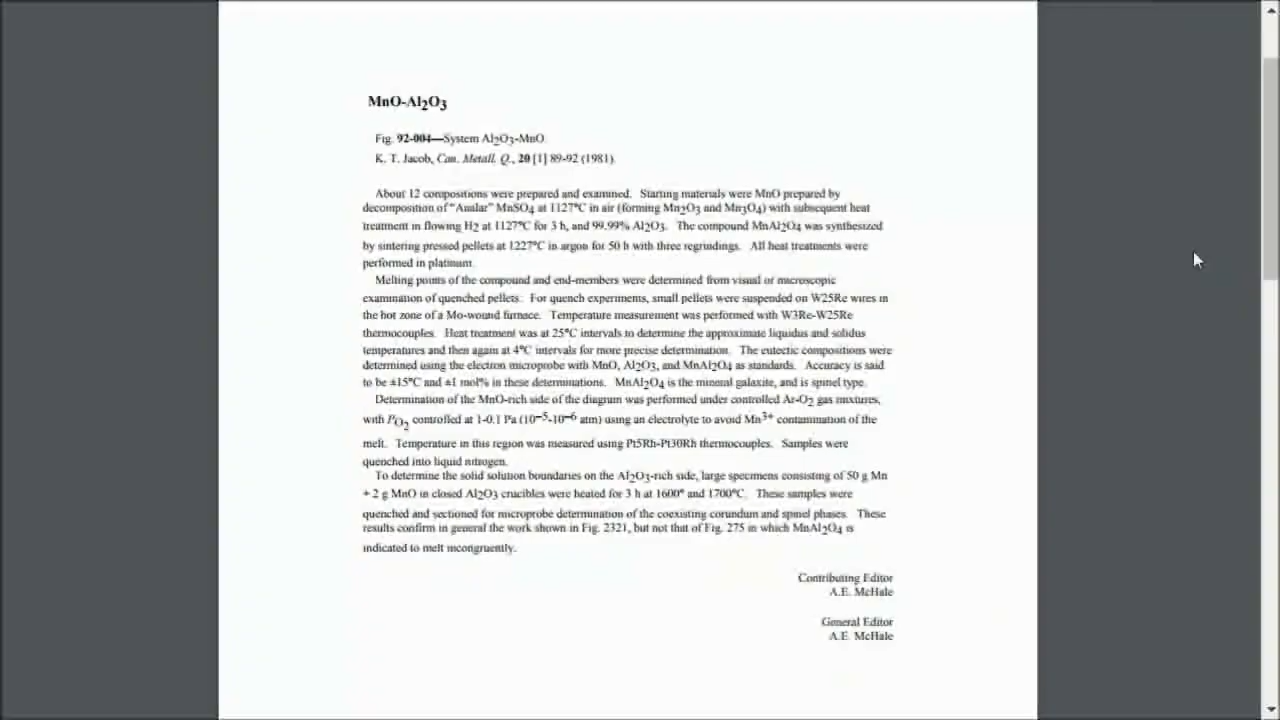 MnO-Al2O3
Fig. 92-004—System Al2O3-MnO.
K. T. Jacob, Can. Metall. Q., 20 [1] 89-92 (1981).
About 12 compositions were prepared and examined. Starting materials were MnO prepared by
decomposition of "Analar" MnSO4 at 1127°C in air (forming Mn2O3 and Mn3O4) with subsequent heat
treatment in flowing H2 at 1127°C for 3 h, and 99.99% Al2O3. The compound MnAl2O4 was synthesized
by sintering pressed pellets at 1227°C in argon for 50 h with three regrindings. All heat treatments were
performed in platinum.
Melting points of the compound and end-members were determined from visual or microscopic
examination of quenched pellets. For quench experiments, small pellets were suspended on W25Re wires in
the hot zone of a Mo-wound furnace. Temperature measurement was performed with W3Re-W25Re
thermocouples. Heat treatment was at 25°C intervals to determine the approximate liquidus and solidus
temperatures and then again at 4°C intervals for more precise determination. The eutectic compositions were
determined using the electron microprobe with MnO, Al2O3, and MnAl2O4 as standards. Accuracy is said
to be ±15°C and ±1 mol% in these determinations. MnAl2O4 is the mineral galaxite, and is spinel type.
Determination of the MnO-rich side of the diagram was performed under controlled Ar-O2 gas mixtures,
with PO2 controlled at 1-0.1 Pa (10−5-10−6 atm) using an electrolyte to avoid Mn3+ contamination of the
melt. Temperature in this region was measured using Pt5Rh-Pt30Rh thermocouples. Samples were
quenched into liquid nitrogen.
To determine the solid solution boundaries on the Al2O3-rich side, large specimens consisting of 50 g Mn
+ 2 g MnO in closed Al2O3 crucibles were heated for 3 h at 1600° and 1700°C. These samples were
quenched and sectioned for microprobe determination of the coexisting corundum and spinel phases. These
results confirm in general the work shown in Fig. 2321, but not that of Fig. 275 in which MnAl2O4 is
indicated to melt incongruently.
Contributing Editor
A.E. McHale
General Editor
A.E. McHale